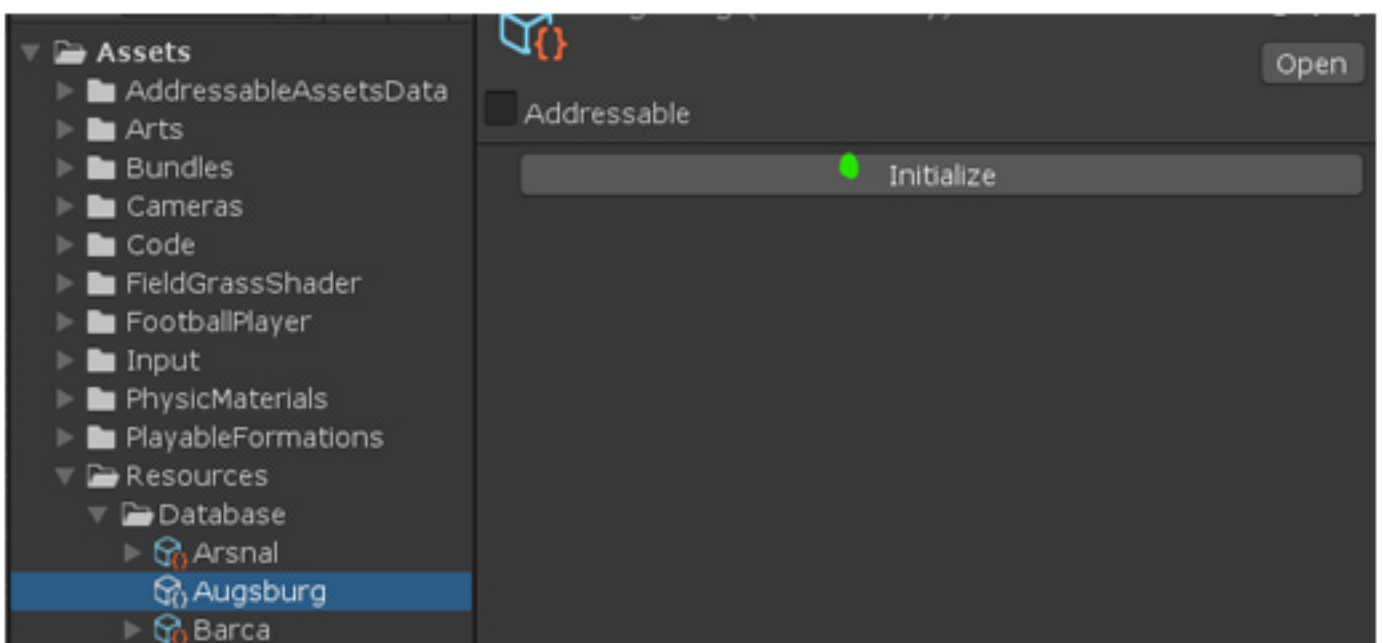 Assets
AddressableAssetsData
Arts
Bundles
Cameras
Code
FieldGrassShader
FootballPlayer
Input
PhysicMaterials
PlayableFormations
Resources
Database
Arsnal
Augsburg
Barca
Open
Addressable
Initialize